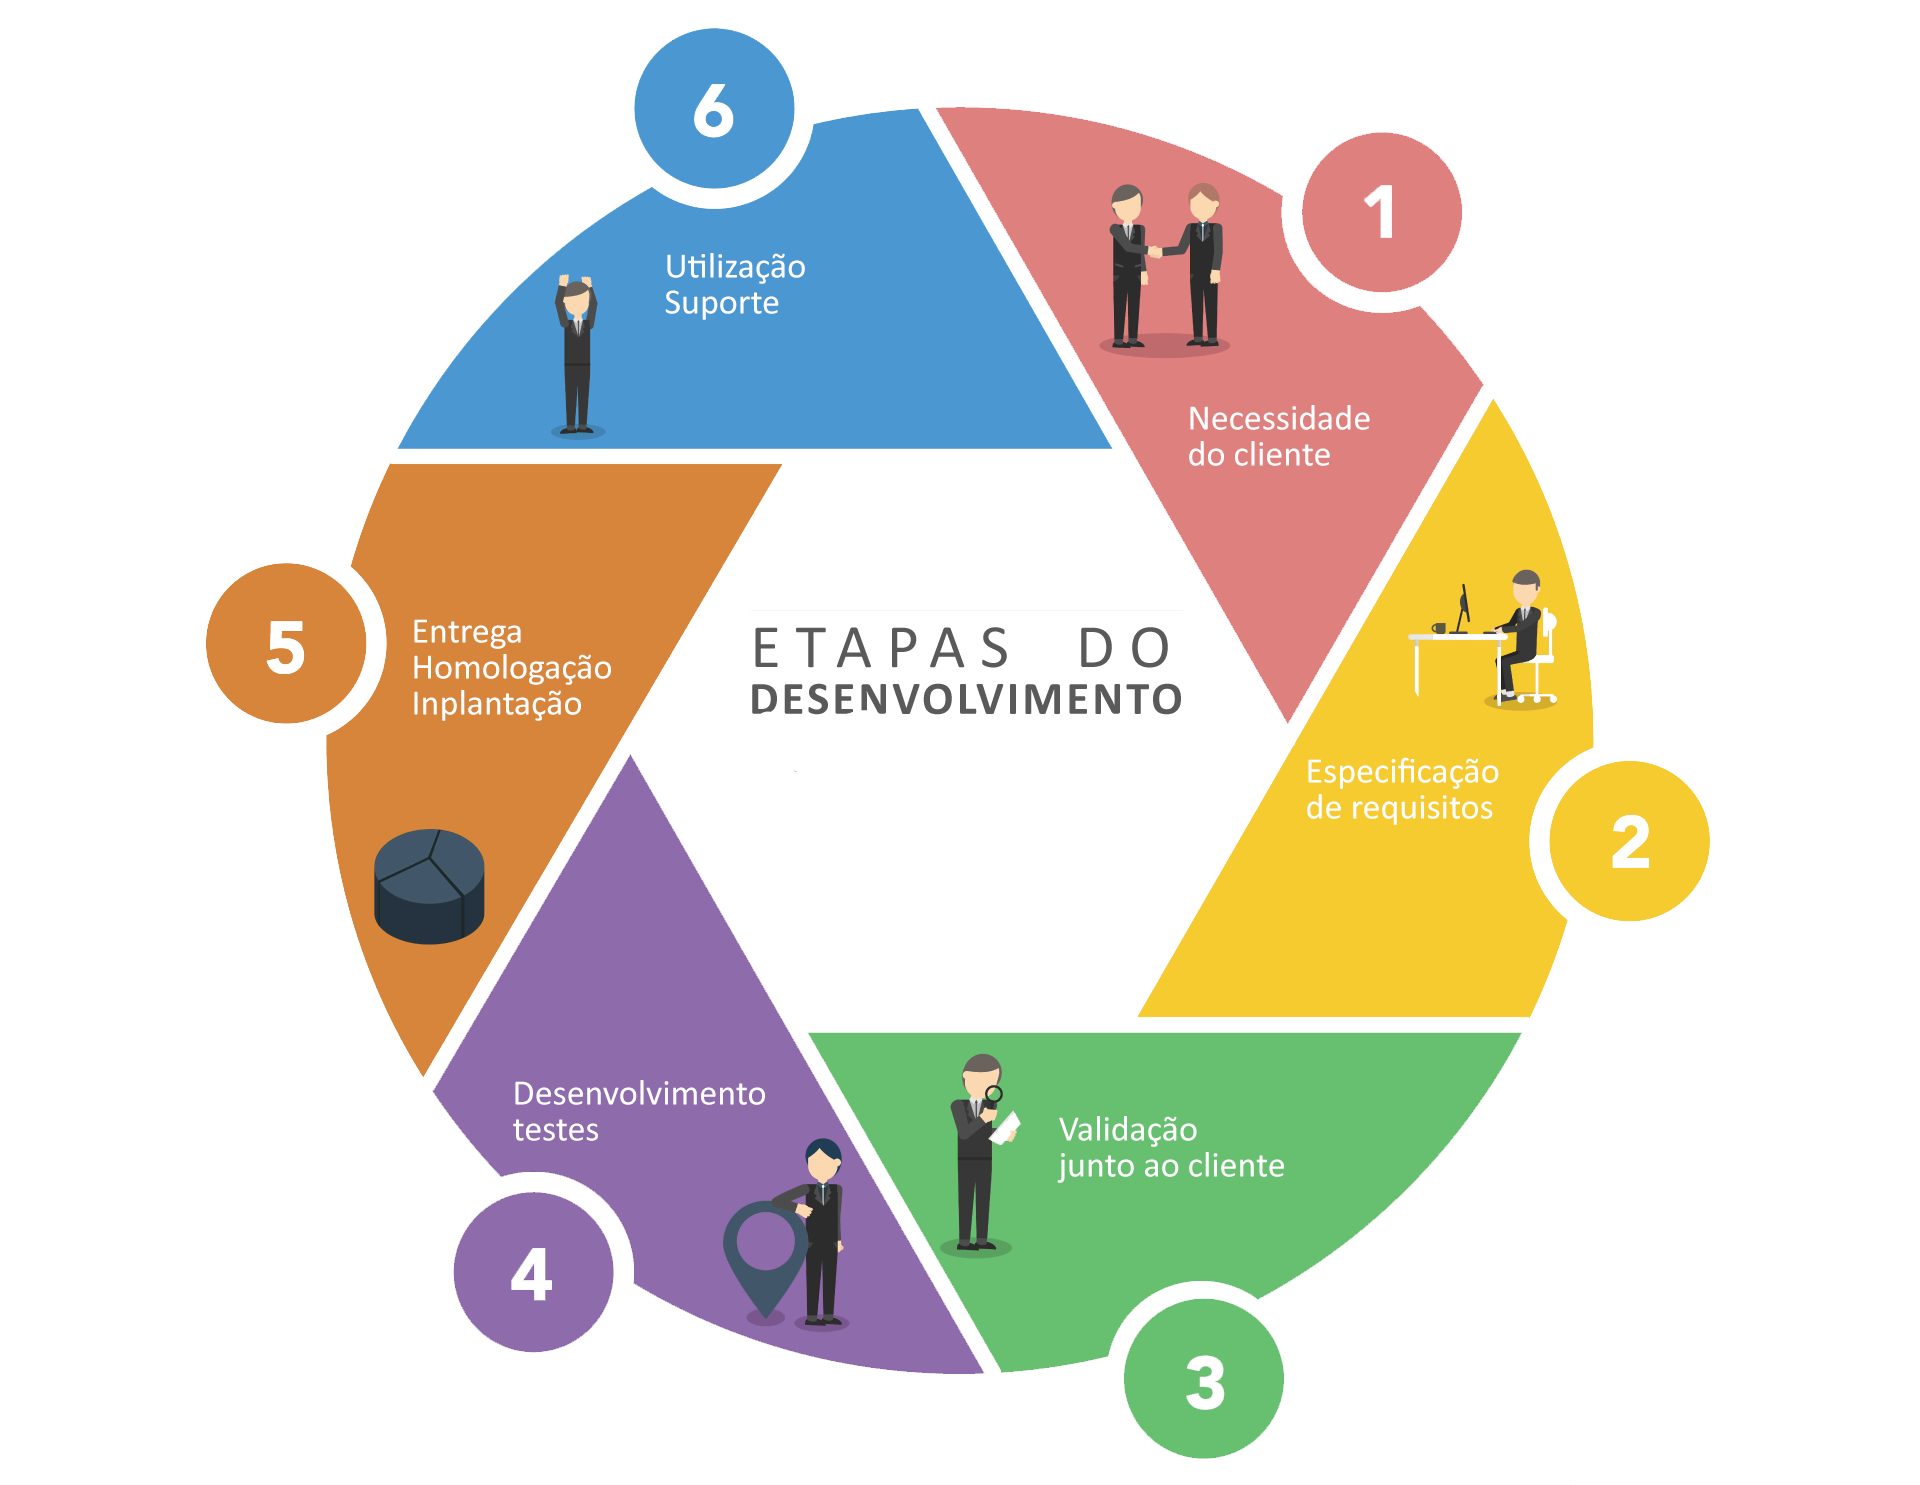 ETAPAS DO
DESENVOLVIMENTO
1
Necessidade
do cliente
2
Especificação
de requisitos
3
Validação
junto ao cliente
4
Desenvolvimento
testes
5
Entrega
Homologação
Inplantação
6
Utilização
Suporte